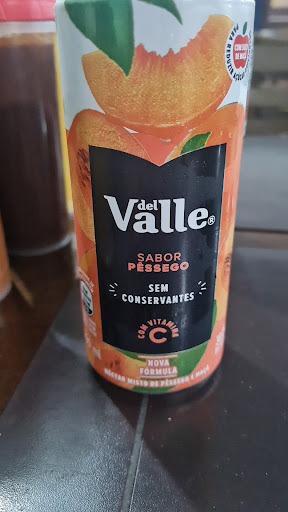 del
Valle®
SABOR
PÊSSEGO
SEM
CONSERVANTES
COM VITAMINA
C
NOVA
FÓRMULA
NÉCTAR MISTO DE PÊSSEGO E MAÇÃ